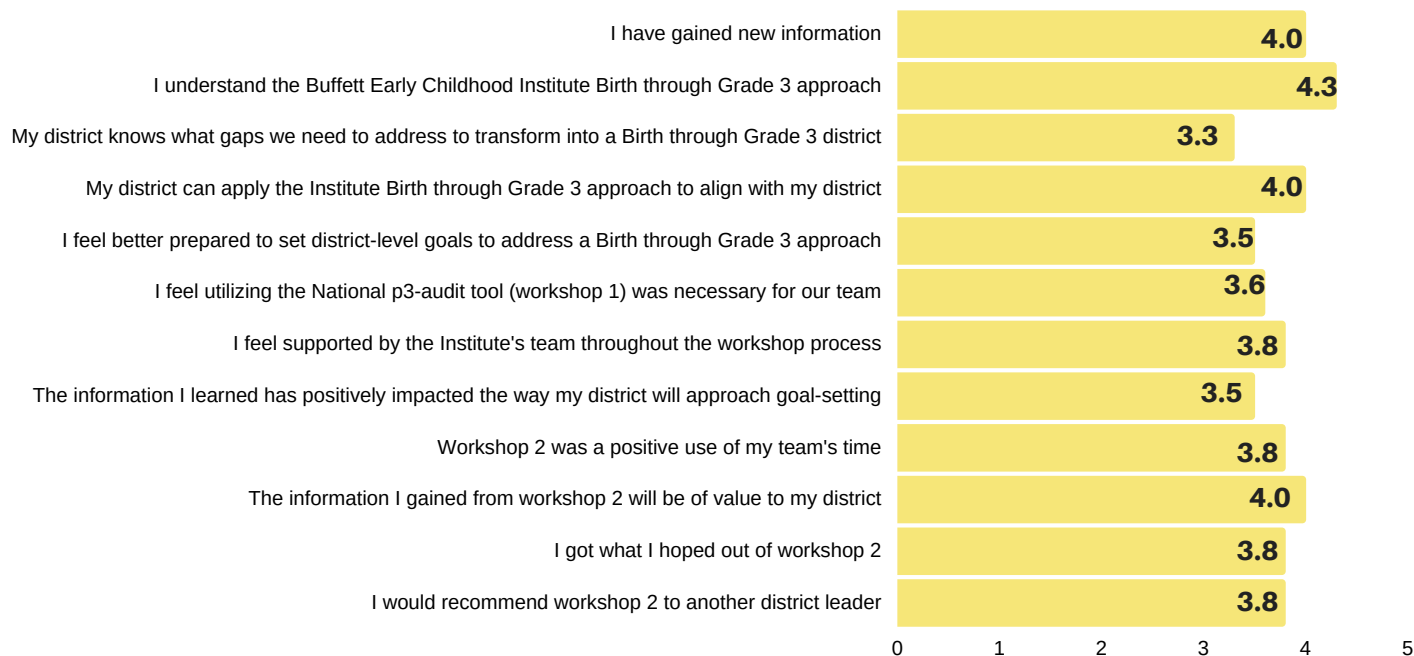 I have gained new information 4.0
I understand the Buffett Early Childhood Institute Birth through Grade 3 approach 4.3
My district knows what gaps we need to address to transform into a Birth through Grade 3 district 3.3
My district can apply the Institute Birth through Grade 3 approach to align with my district 4.0
I feel better prepared to set district-level goals to address a Birth through Grade 3 approach 3.5
I feel utilizing the National p3-audit tool (workshop 1) was necessary for our team 3.6
I feel supported by the Institute's team throughout the workshop process 3.8
The information I learned has positively impacted the way my district will approach goal-setting 3.5
Workshop 2 was a positive use of my team's time 3.8
The information I gained from workshop 2 will be of value to my district 4.0
I got what I hoped out of workshop 2 3.8
I would recommend workshop 2 to another district leader 3.8
0 1 2 3 4 5